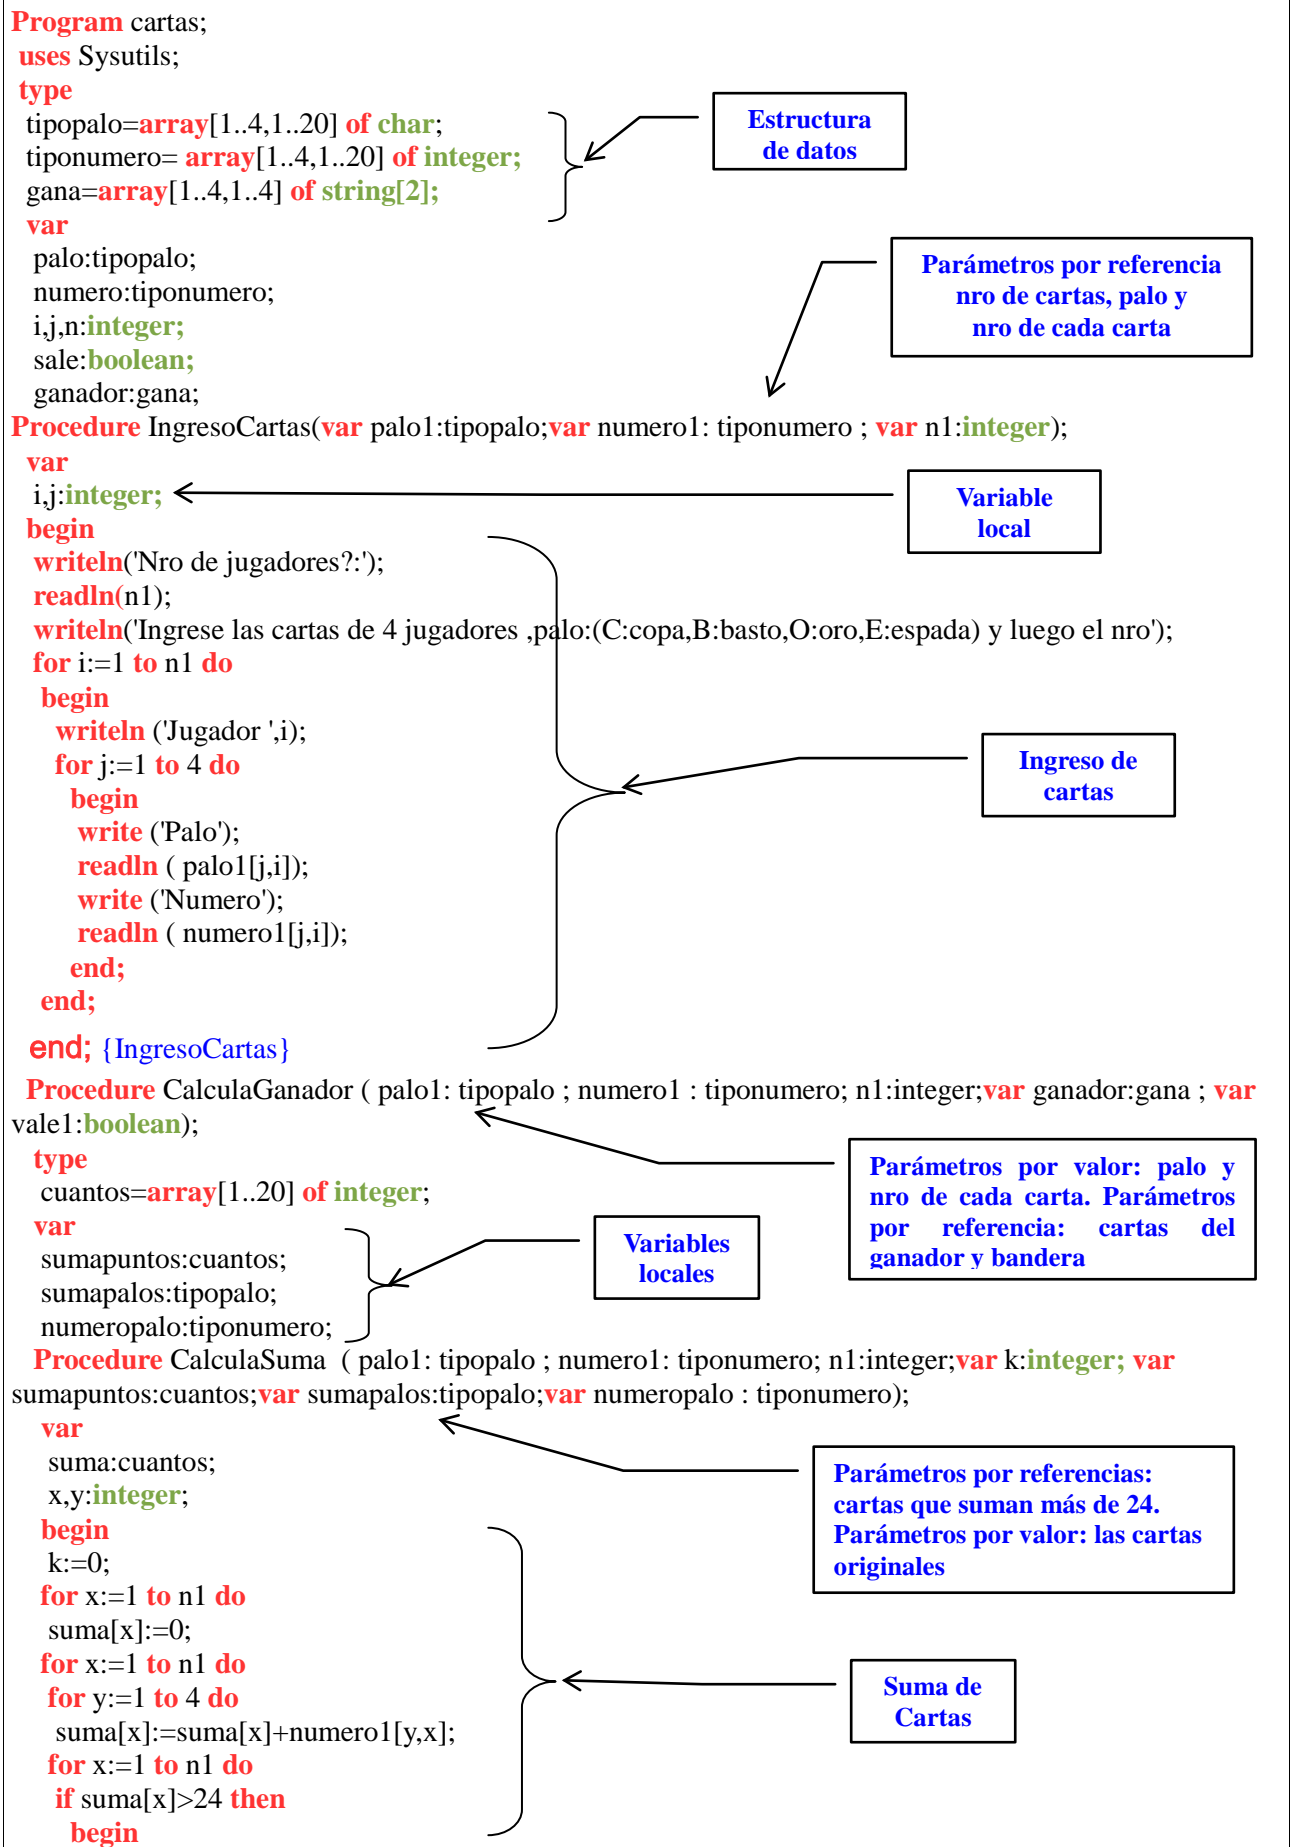 Program cartas;
uses Sysutils;
type
tipopalo=array[1..4,1..20] of char;
tiponumero= array[1..4,1..20] of integer;
gana=array[1..4,1..4] of string[2];
Estructura
de datos
var
palo:tipopalo;
numero:tiponumero;
i,j,n:integer;
sale:boolean;
ganador:gana;
Parámetros por referencia
nro de cartas, palo y
nro de cada carta
Procedure IngresoCartas(var palo1:tipopalo;var numero1: tiponumero ; var n1:integer);
var
i,j:integer;
Variable
local
begin
writeln('Nro de jugadores?:');
readln(n1);
writeln('Ingrese las cartas de 4 jugadores ,palo:(C:copa,B:basto,O:oro,E:espada) y luego el nro');
for i:=1 to n1 do
begin
writeln ('Jugador ',i);
for j:=1 to 4 do
begin
write ('Palo');
readln ( palo1[j,i]);
write ('Numero');
readln ( numero1[j,i]);
end;
end;
end; {IngresoCartas}
Ingreso de
cartas
Procedure CalculaGanador ( palo1: tipopalo ; numero1 : tiponumero; n1:integer;var ganador:gana ; var
vale1:boolean);
type
cuantos=array[1..20] of integer;
var
sumapuntos:cuantos;
sumapalos:tipopalo;
numeropalo:tiponumero;
Variables
locales
Parámetros por valor: palo y
nro de cada carta. Parámetros
por referencia: cartas del
ganador y bandera
Procedure CalculaSuma ( palo1: tipopalo ; numero1: tiponumero; n1:integer;var k:integer; var
sumapuntos:cuantos;var sumapalos:tipopalo;var numeropalo : tiponumero);
var
suma:cuantos;
x,y:integer;
begin
k:=0;
for x:=1 to n1 do
suma[x]:=0;
for x:=1 to n1 do
for y:=1 to 4 do
suma[x]:=suma[x]+numero1[y,x];
for x:=1 to n1 do
if suma[x]>24 then
begin
Parámetros por referencias:
cartas que suman más de 24.
Parámetros por valor: las cartas
originales
Suma de
Cartas